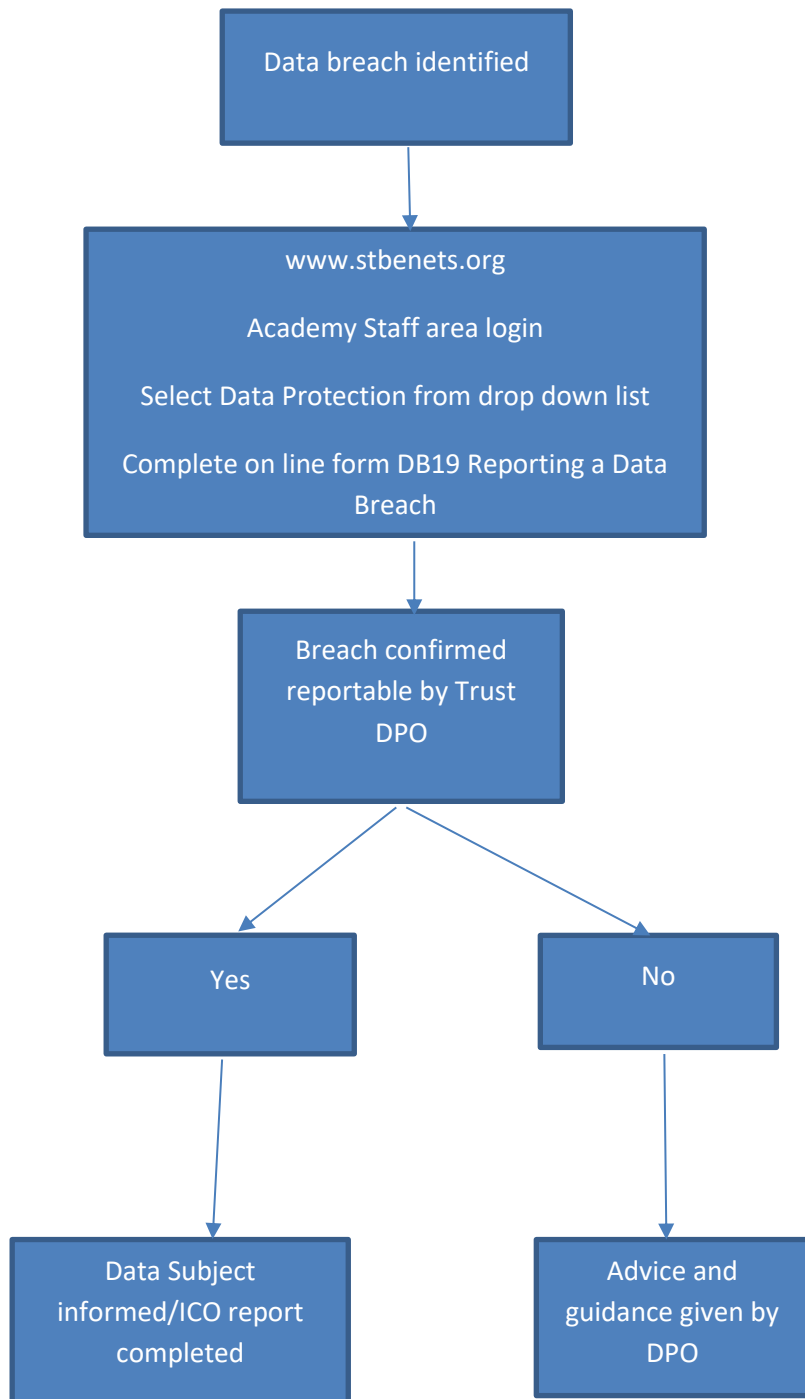 Data breach identified
www.stbenets.org
Academy Staff area login
Select Data Protection from drop down list
Complete on line form DB19 Reporting a Data
Breach
Breach confirmed
reportable by Trust
DPO
Yes
No
Data Subject
informed/ICO report
completed
Advice and
guidance given by
DPO